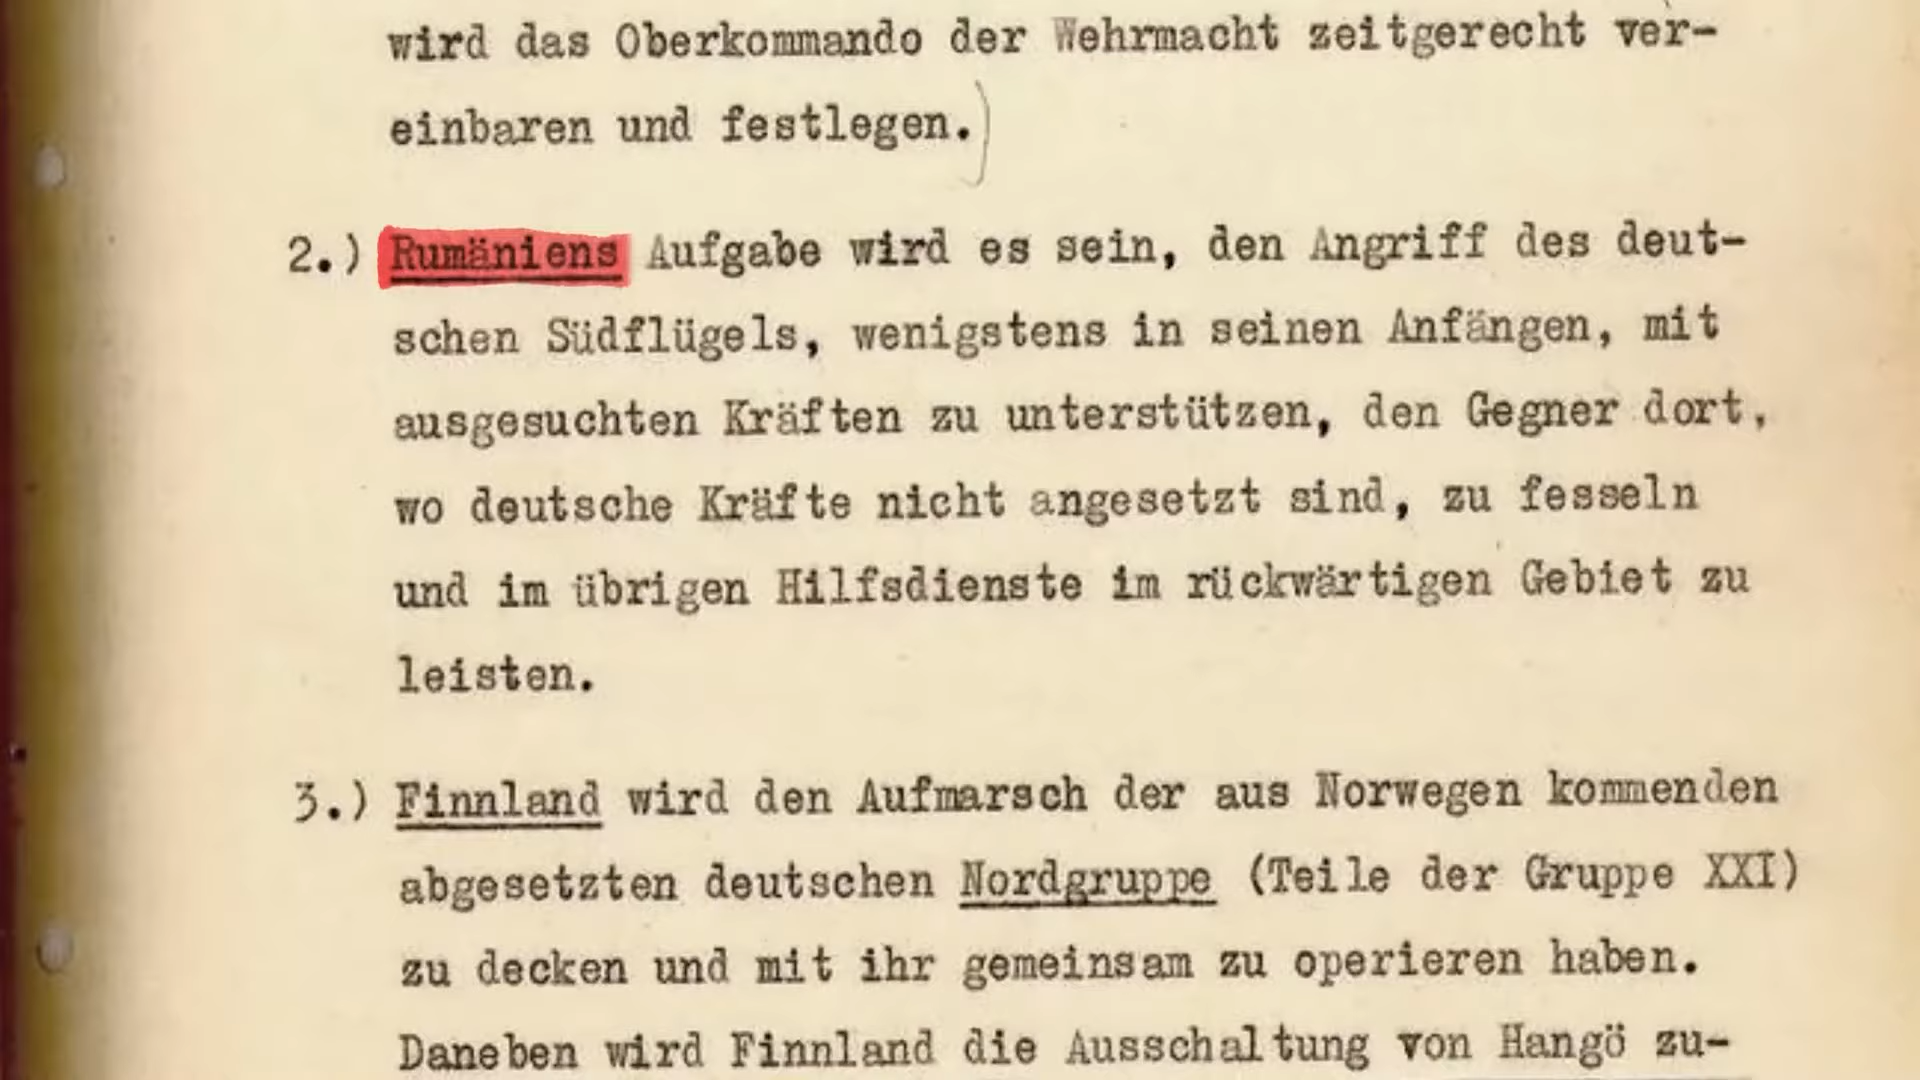 wird das Oberkommando der Wehrmacht zeitgerecht ver-
einbaren und festlegen.)
2.) Rumäniens Aufgabe wird es sein, den Angriff des deut-
schen Südflügels, wenigstens in seinen Anfängen, mit
ausgesuchten Kräften zu unterstützen, den Gegner dort,
wo deutsche Kräfte nicht angesetzt sind, zu fesseln
und im übrigen Hilfsdienste im rückwärtigen Gebiet zu
leisten.
3.) Finnland wird den Aufmarsch der aus Norwegen kommenden
abgesetzten deutschen Nordgruppe (Teile der Gruppe XXI)
zu decken und mit ihr gemeinsam zu operieren haben.
Daneben wird Finnland die Ausschaltung von Hangö zu-